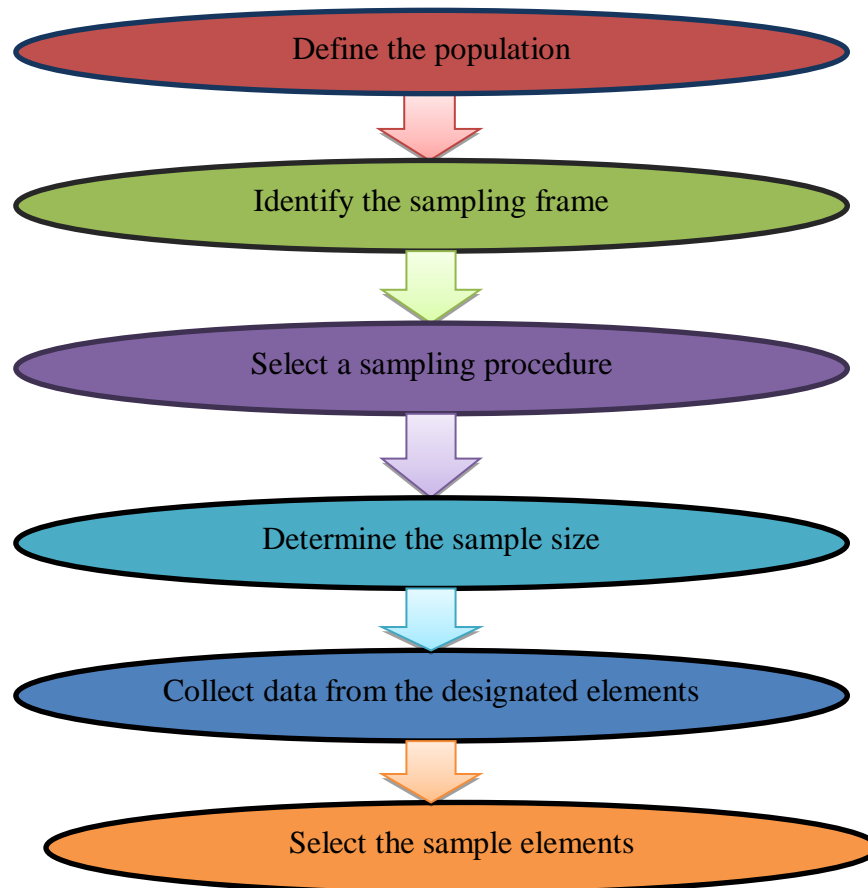 Define the population
Identify the sampling frame
Select a sampling procedure
Determine the sample size
Collect data from the designated elements
Select the sample elements